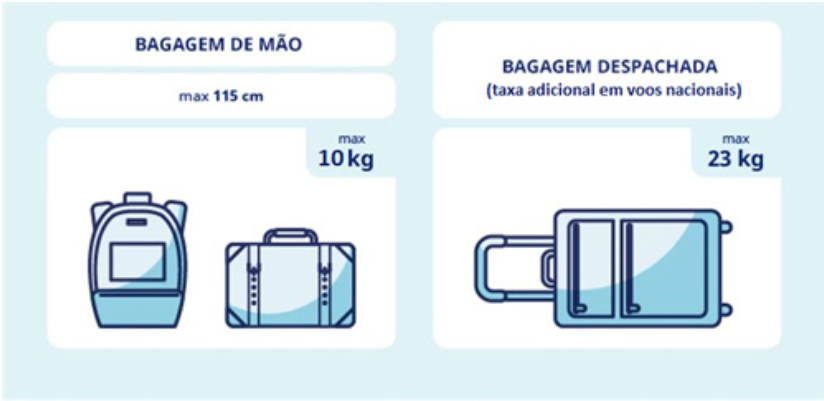 BAGAGEM DE MÃO
max 115 cm
max
10 kg
BAGAGEM DESPACHADA
(taxa adicional em voos nacionais)
max
23 kg